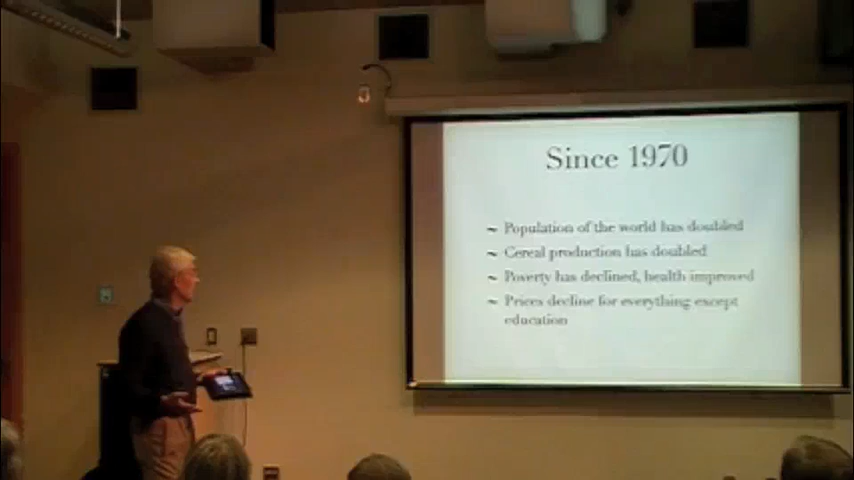 Since 1970
~ Population of the world has doubled
~ Cereal production has doubled
~ Poverty has declined, health improved
~ Prices decline for everything except
education